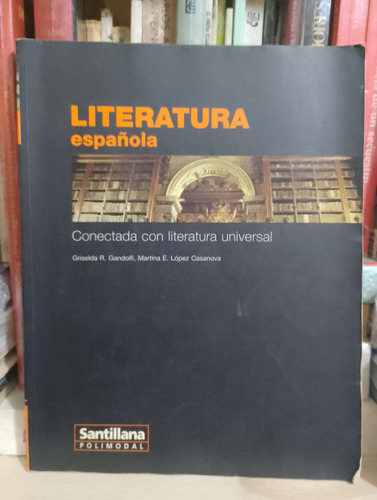 LITERATURA
española
Conectada con literatura universal
Griselda R. Gandolfi, Martina E. López Casanova
Santillana
POLIMODAL